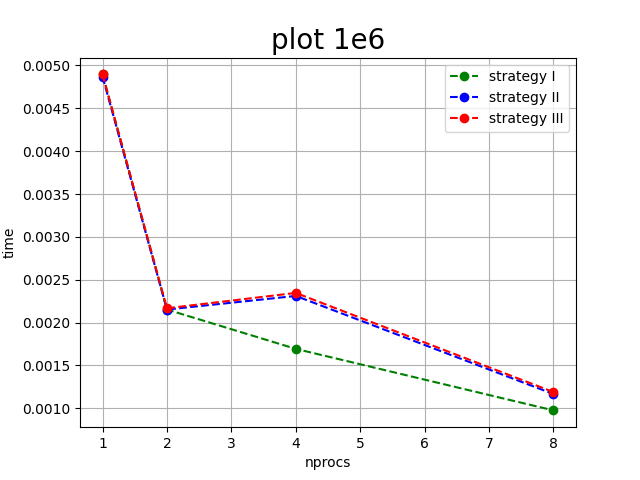 plot 1e6
strategy I
strategy II
strategy III
0.0050
0.0045
0.0040
0.0035
0.0030
0.0025
0.0020
0.0015
0.0010
time
1 2 3 4 5 6 7 8
nprocs